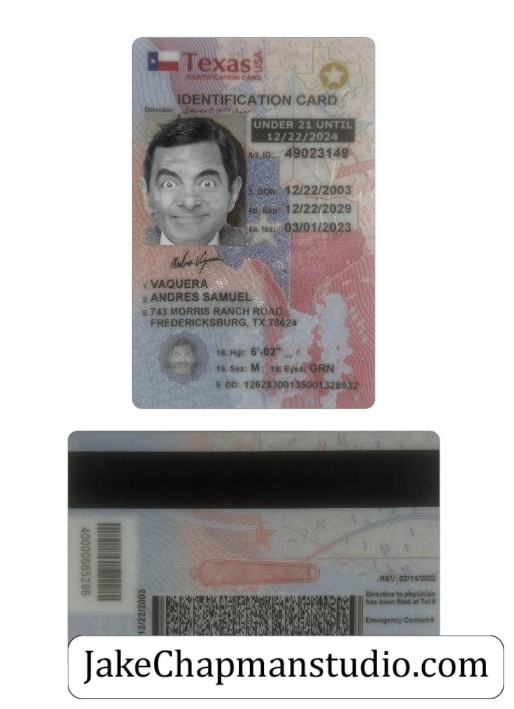 Texas USA
IDENTIFICATION CARD
IDENTIFICATION CARD
Director:
UNDER 21 UNTIL
12/22/2024
4d. ID: 49023149
3. DOB: 12/22/2003
4b. Exp: 12/22/2029
4a. Iss: 03/01/2023
1. VAQUERA
2. ANDRES SAMUEL
8. 743 MORRIS RANCH ROAD
FREDERICKSBURG, TX 78624
16. Hgt: 6'-02"
15. Sex: M 18. Eyes: GRN
5. DD: 12628300135001328932
40000665296
12/22/2003
REV: 02/14/2022
Directive to physician
has been filed at Tel #
Emergency Contact #
JakeChapmanstudio.com